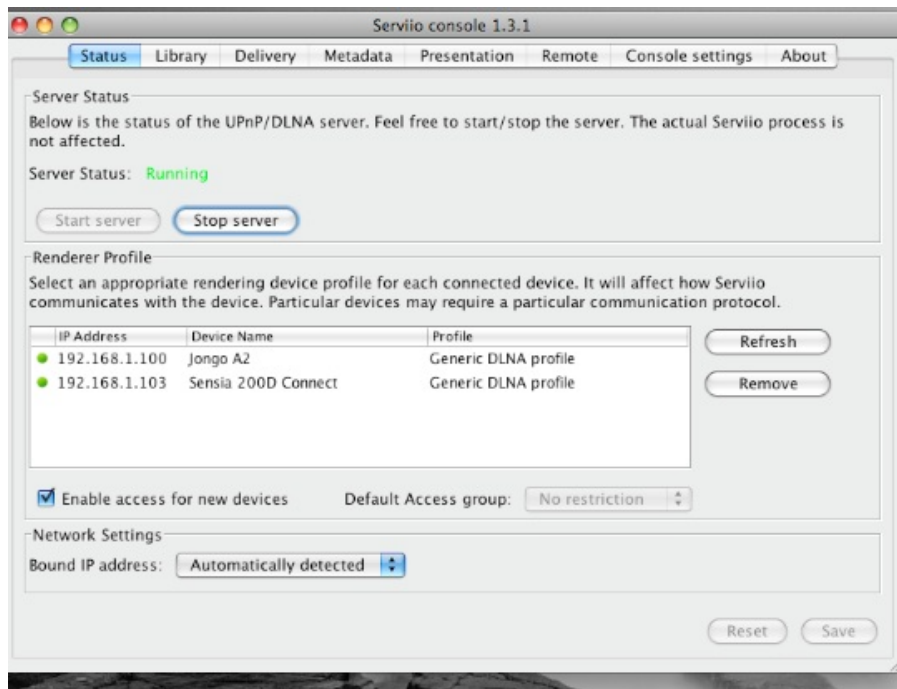 Serviio console 1.3.1
Status Library Delivery Metadata Presentation Remote Console settings About
Server Status
Below is the status of the UPnP/DLNA server. Feel free to start/stop the server. The actual Serviio process is
not affected.
Server Status: Running
Start server Stop server
Renderer Profile
Select an appropriate rendering device profile for each connected device. It will affect how Serviio
communicates with the device. Particular devices may require a particular communication protocol.
IP Address Device Name Profile
192.168.1.100 Jongo A2 Generic DLNA profile
192.168.1.103 Sensia 200D Connect Generic DLNA profile
Refresh
Remove
Enable access for new devices Default Access group: No restriction
Network Settings
Bound IP address: Automatically detected
Reset Save